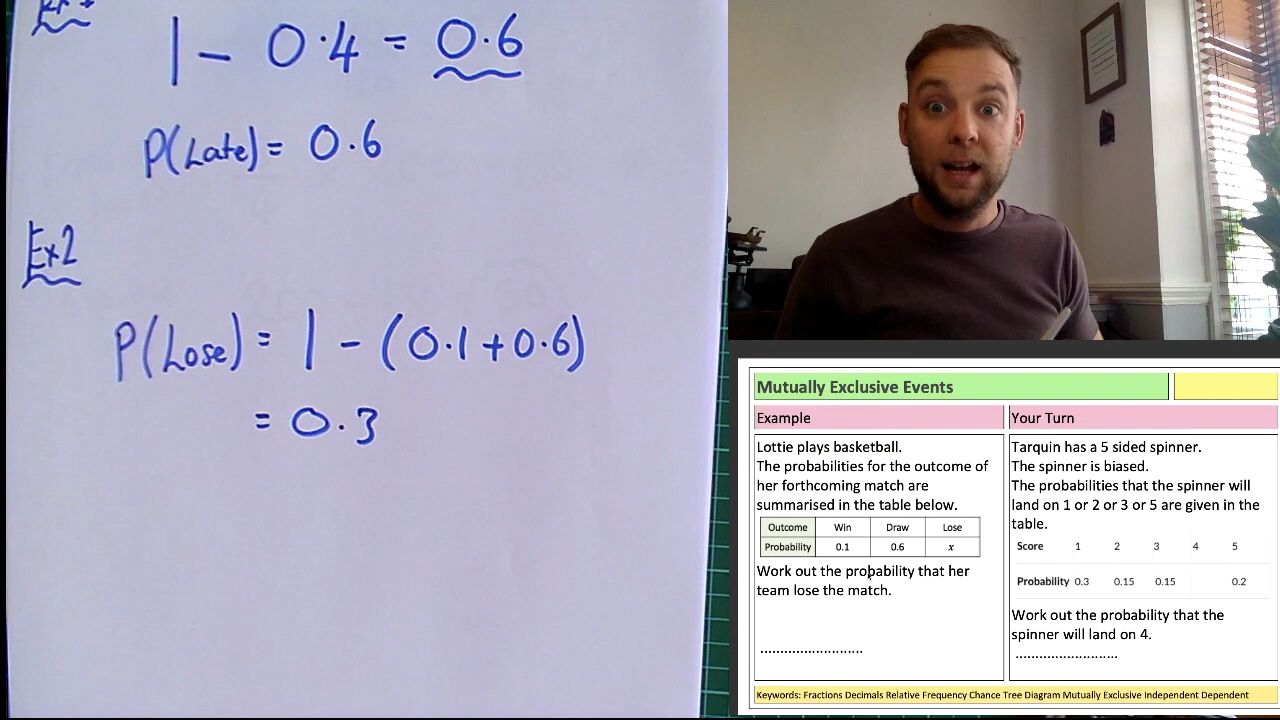 1 - 0.4 = 0.6
P(Late) = 0.6
Ex2
P(Lose) = 1 - (0.1+0.6)
= 0.3
Mutually Exclusive Events
Example
Lottie plays basketball.
The probabilities for the outcome of
her forthcoming match are
summarised in the table below.
Outcome Win Draw Lose
Probability 0.1 0.6 x
Work out the probability that her
team lose the match.
..........................
Your Turn
Tarquin has a 5 sided spinner.
The spinner is biased.
The probabilities that the spinner will
land on 1 or 2 or 3 or 5 are given in the
table.
Score 1 2 3 4 5
Probability 0.3 0.15 0.15 0.2
Work out the probability that the
spinner will land on 4.
..........................
Keywords: Fractions Decimals Relative Frequency Chance Tree Diagram Mutually Exclusive Independent Dependent